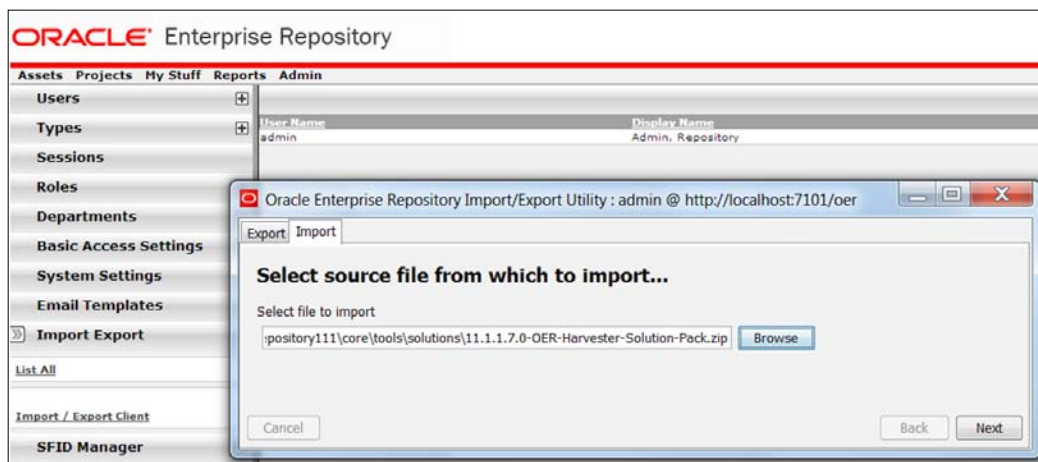 ORACLE Enterprise Repository
Assets Projects My Stuff Reports Admin
Users
Types
Sessions
Roles
Departments
Basic Access Settings
System Settings
Email Templates
Import Export
List All
Import / Export Client
SFID Manager
User Name Display Name
admin Admin, Repository
Oracle Enterprise Repository Import/Export Utility : admin @ http://localhost:7101/oer
Export Import
Select source file from which to import...
Select file to import
epository111\core\tools\solutions\11.1.1.7.0-OER-Harvester-Solution-Pack.zip Browse
Cancel Back Next